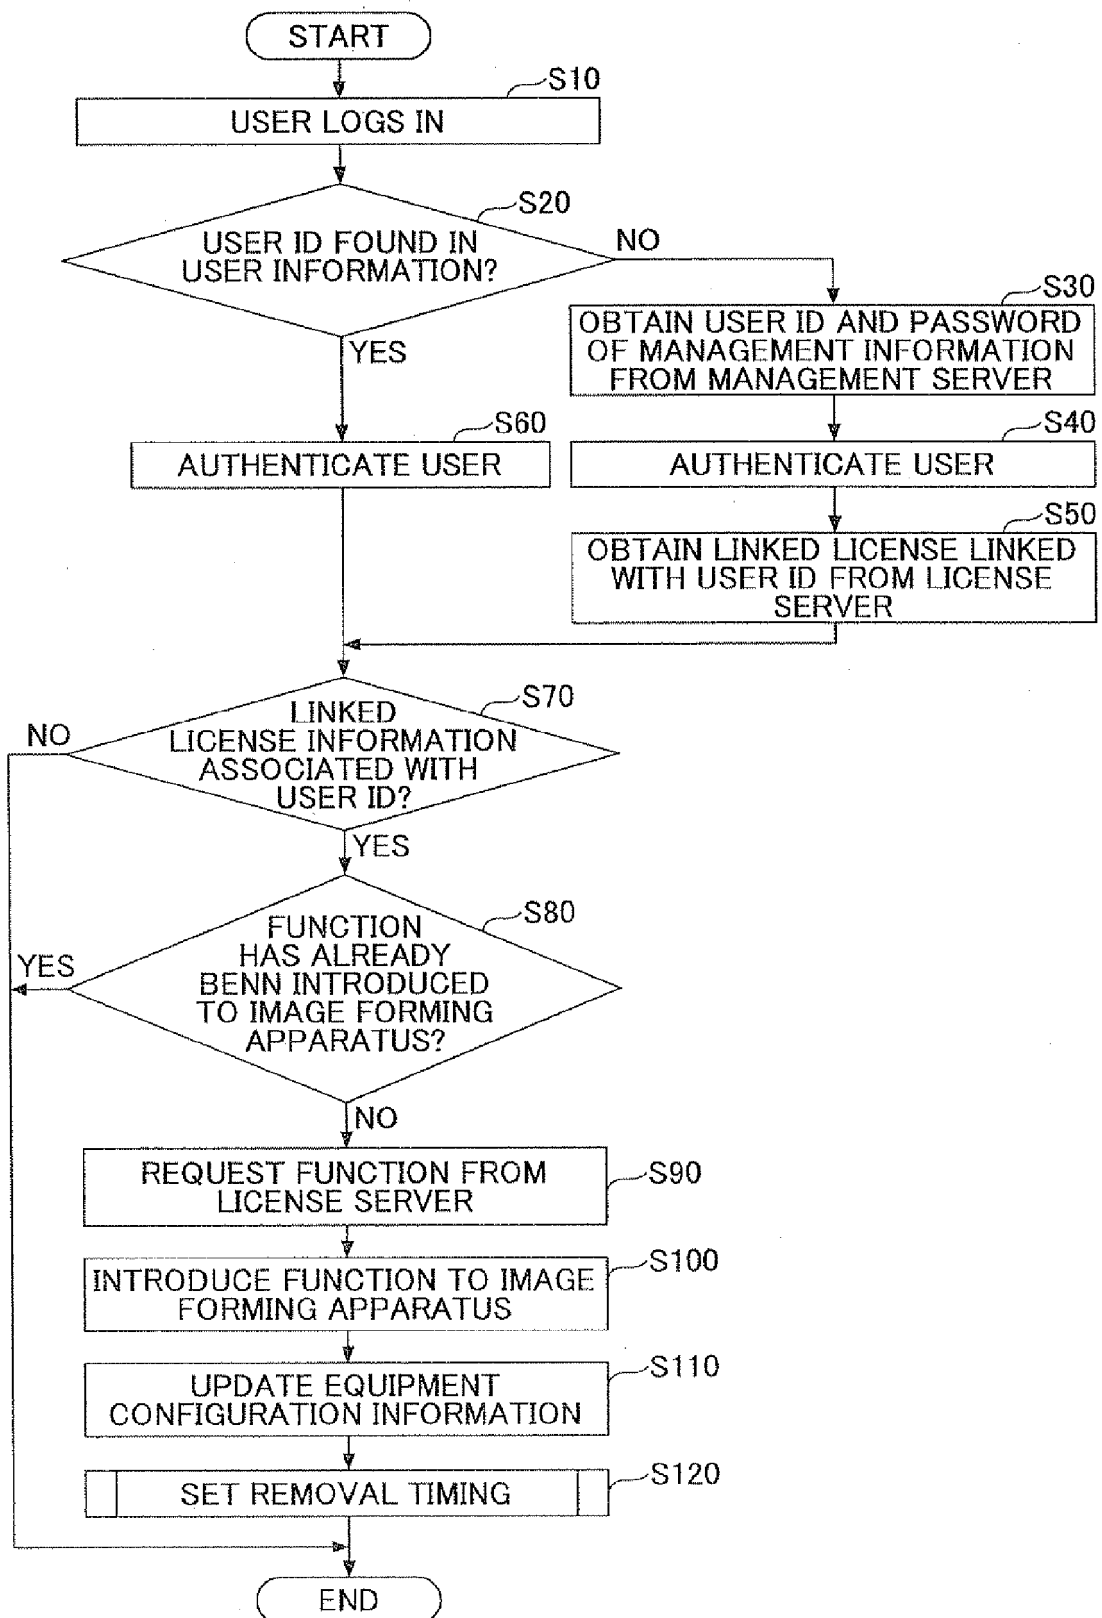 START
S10
USER LOGS IN
S20
USER ID FOUND IN
USER INFORMATION?
NO
YES
S30
OBTAIN USER ID AND PASSWORD
OF MANAGEMENT INFORMATION
FROM MANAGEMENT SERVER
S60
AUTHENTICATE USER
S40
AUTHENTICATE USER
S50
OBTAIN LINKED LICENSE LINKED
WITH USER ID FROM LICENSE
SERVER
S70
LINKED
LICENSE INFORMATION
ASSOCIATED WITH
USER ID?
NO
YES
S80
FUNCTION
HAS ALREADY
BENN INTRODUCED
TO IMAGE FORMING
APPARATUS?
YES
NO
S90
REQUEST FUNCTION FROM
LICENSE SERVER
S100
INTRODUCE FUNCTION TO IMAGE
FORMING APPARATUS
S110
UPDATE EQUIPMENT
CONFIGURATION INFORMATION
S120
SET REMOVAL TIMING
END